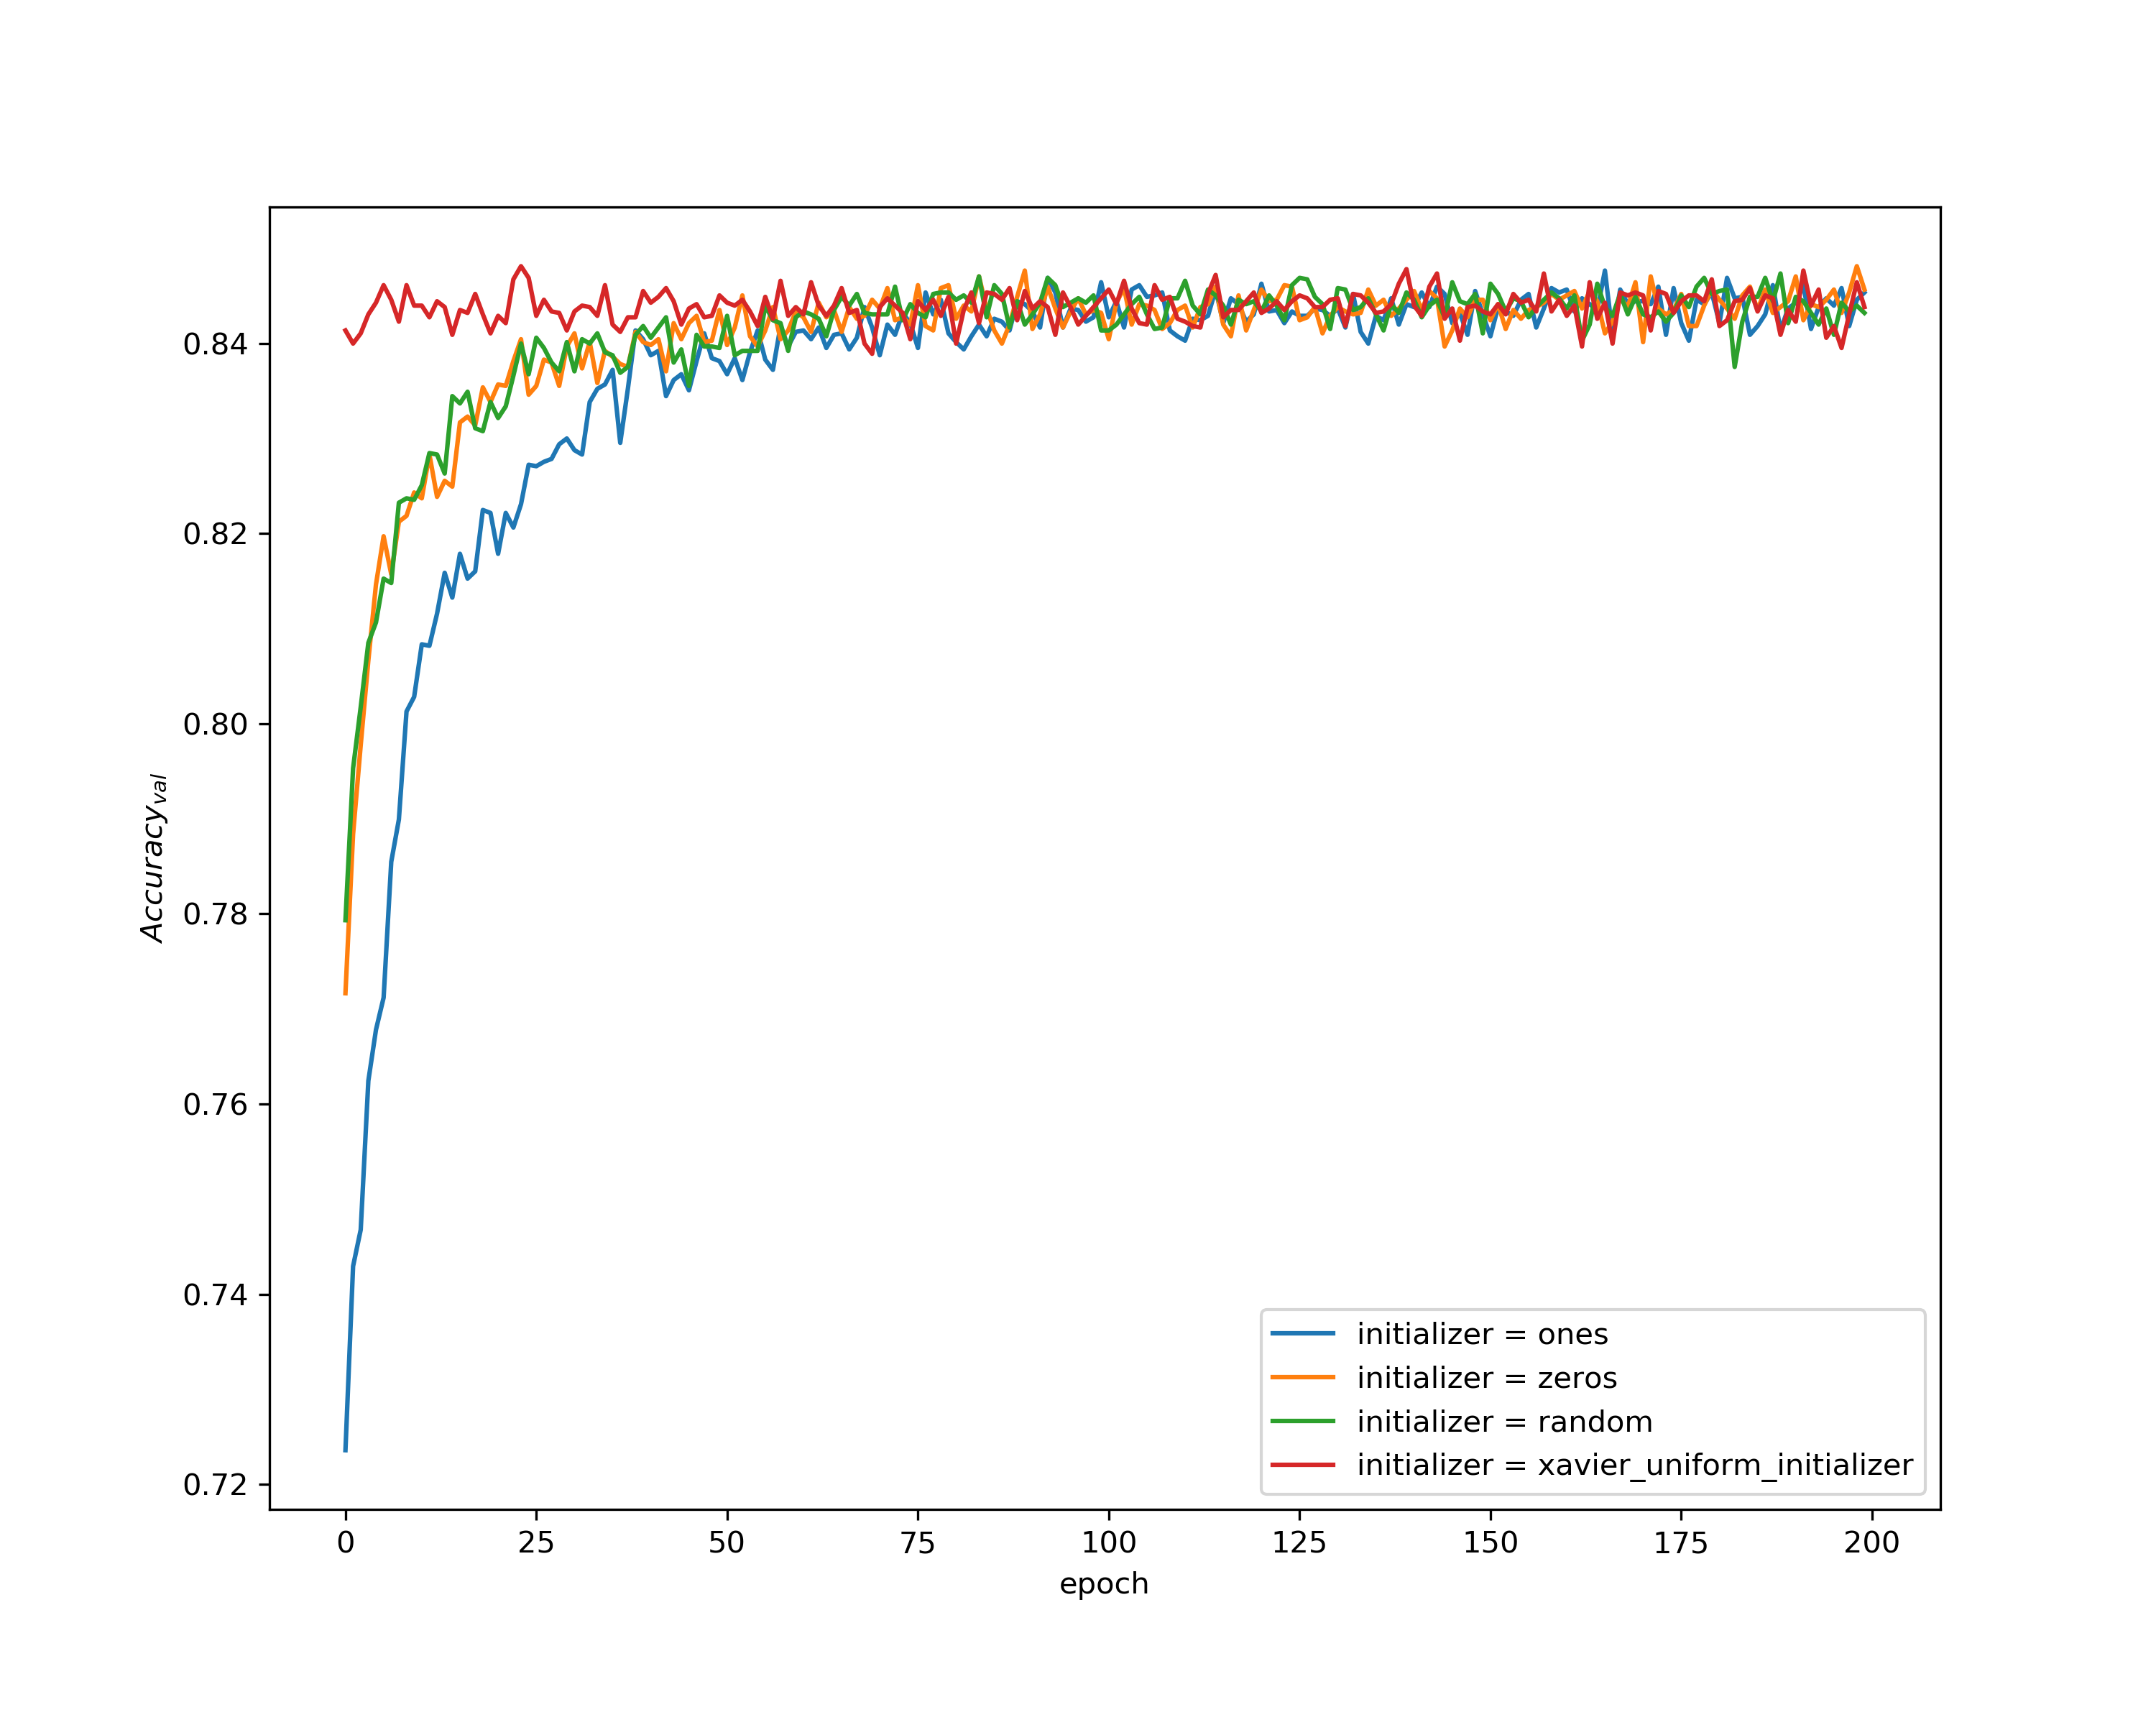 0.84
0.82
0.80
0.78
0.76
0.74
0.72
Accuracy_val
0 25 50 75 100 125 150 175 200
epoch
initializer = ones
initializer = zeros
initializer = random
initializer = xavier_uniform_initializer